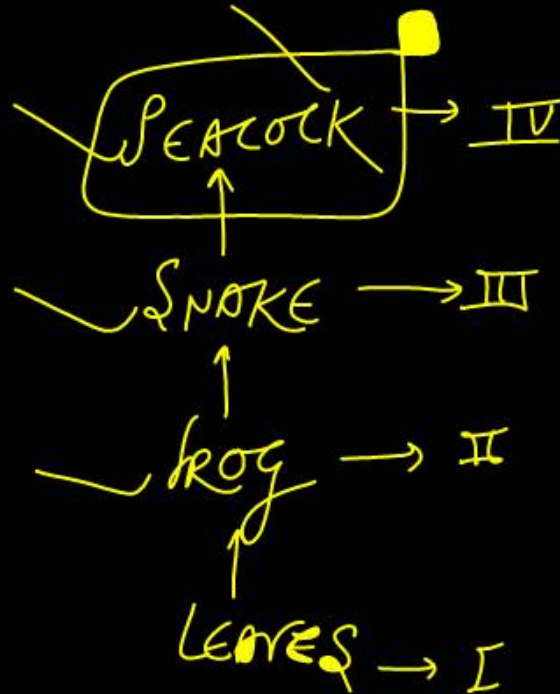 PEACOCK → IV
SNAKE → III
FROG → II
LEAVES → I